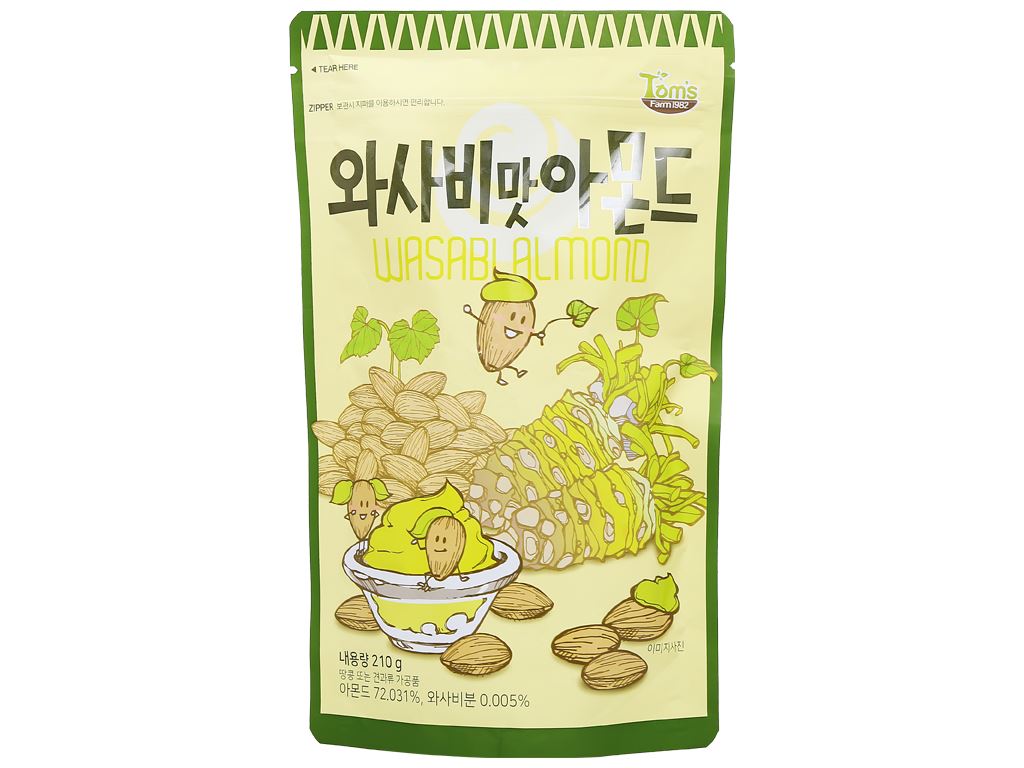 ◀ TEAR HERE
Tom's
Farm 1982
ZIPPER 보관시 지퍼를 이용하시면 편리합니다.
와사비맛아몬드
WASABI ALMOND
이미지사진
내용량 210 g
땅콩 또는 견과류 가공품
아몬드 72.031%, 와사비분 0.005%